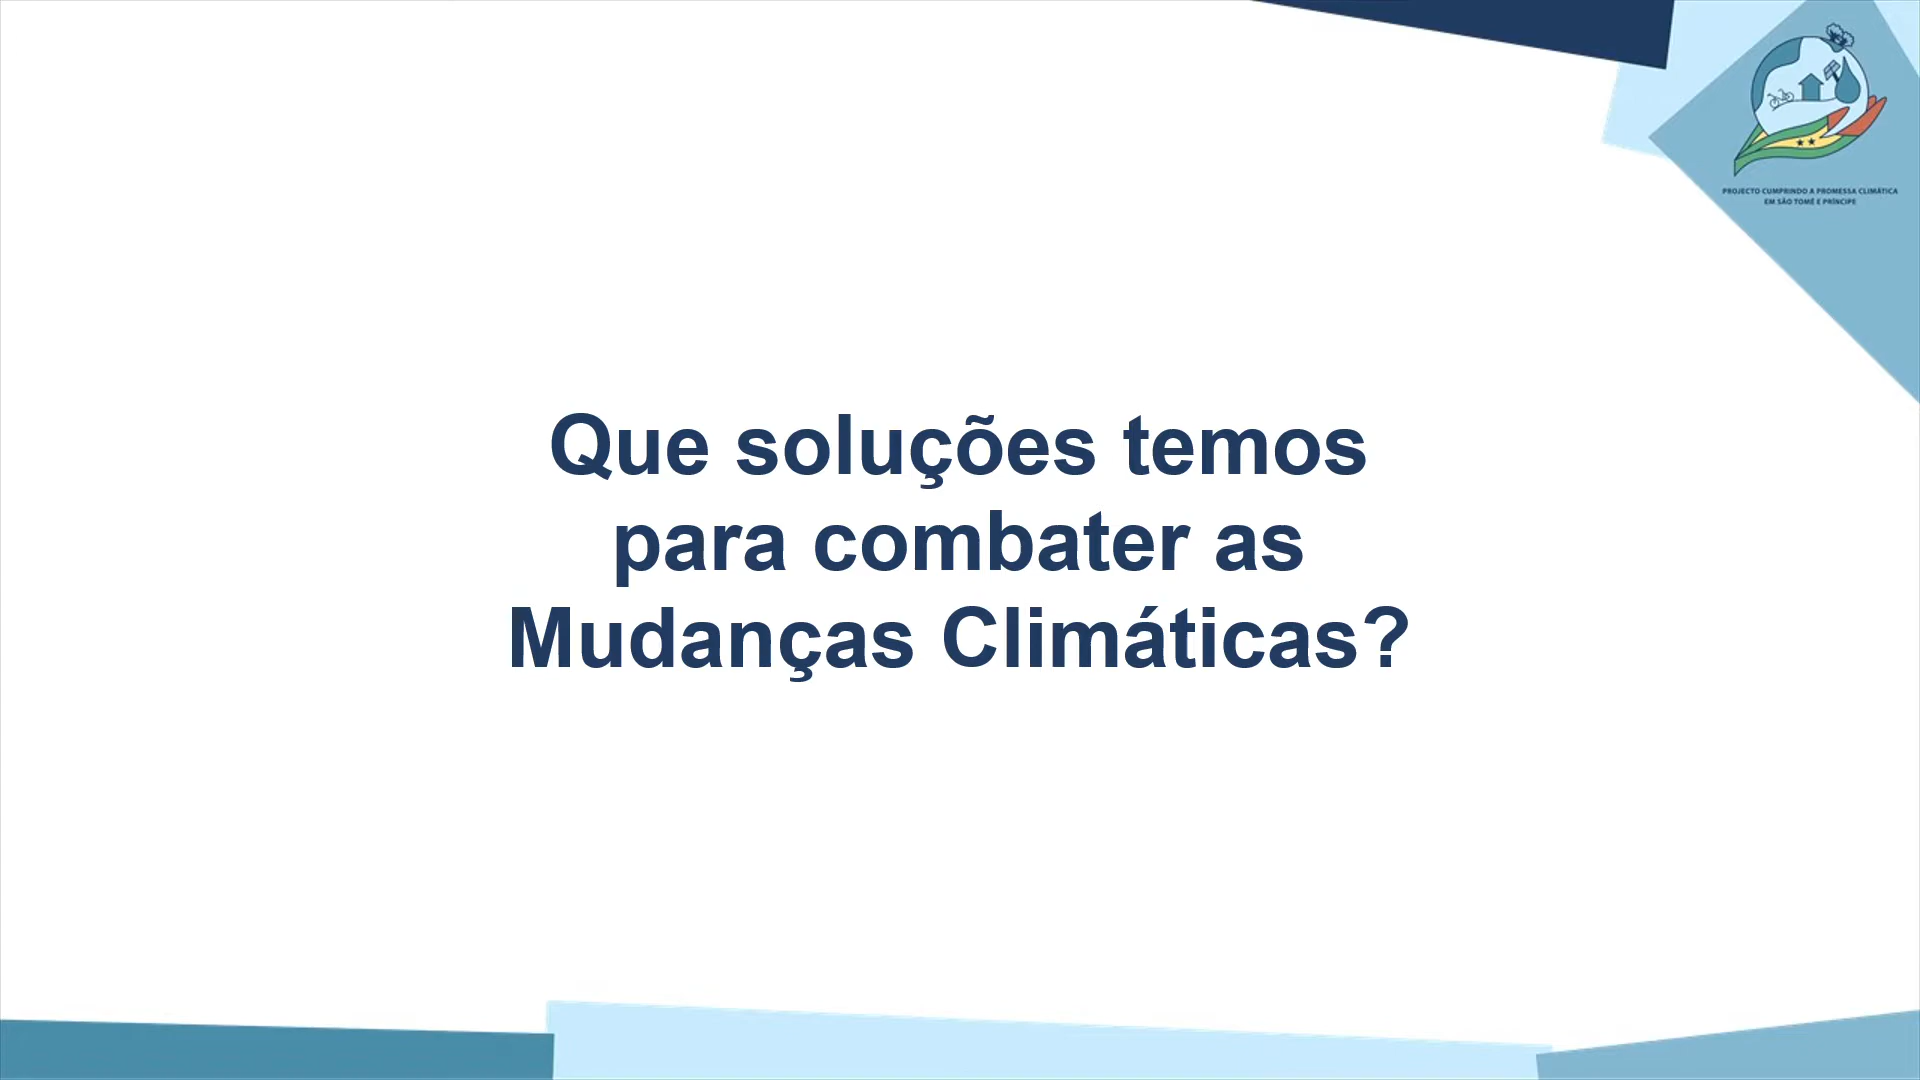 PROJECTO CUMPRINDO A PROMESSA CLIMÁTICA
EM SÃO TOMÉ E PRÍNCIPE
Que soluções temos
para combater as
Mudanças Climáticas?